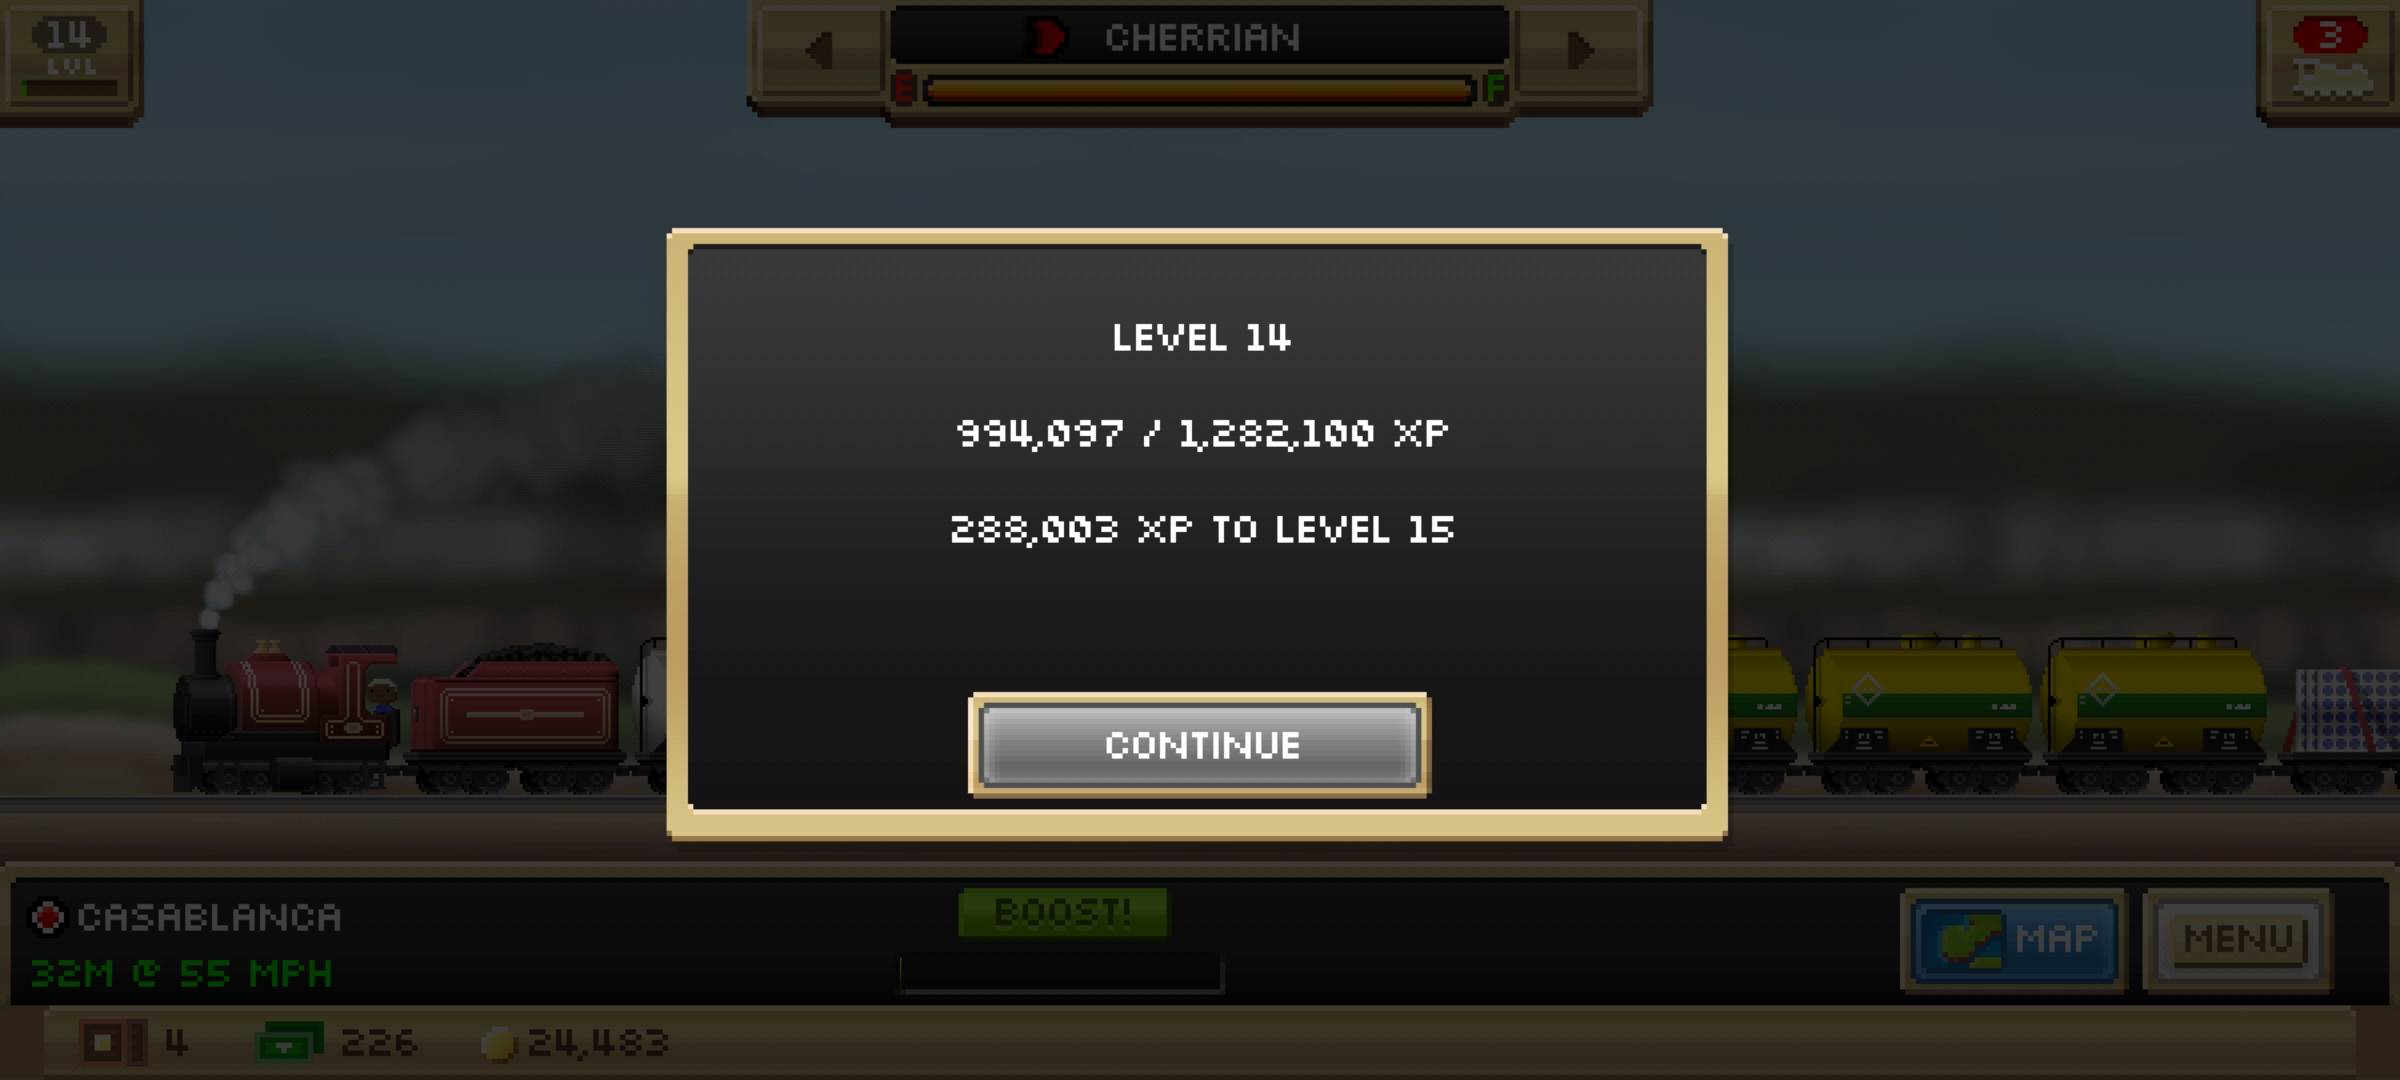 14
LVL
CHERRIAN
E
F
3
LEVEL 14
994,097 / 1,282,100 XP
288,003 XP TO LEVEL 15
CONTINUE
CASABLANCA
32M @ 55 MPH
BOOST!
MAP
MENU
4
226
24,483